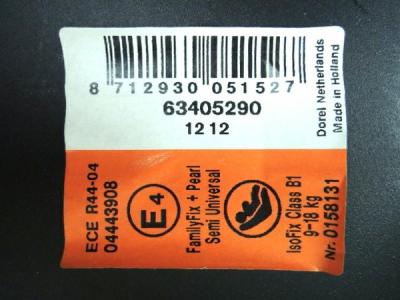 8 712930 051527
63405290
12 12
Dorel Netherlands
Made in Holland
ECE R44-04
04443908
E4
FamilyFix + Pearl
Semi Universal
IsoFix Class B1
9-18 kg
Nr. 0158131